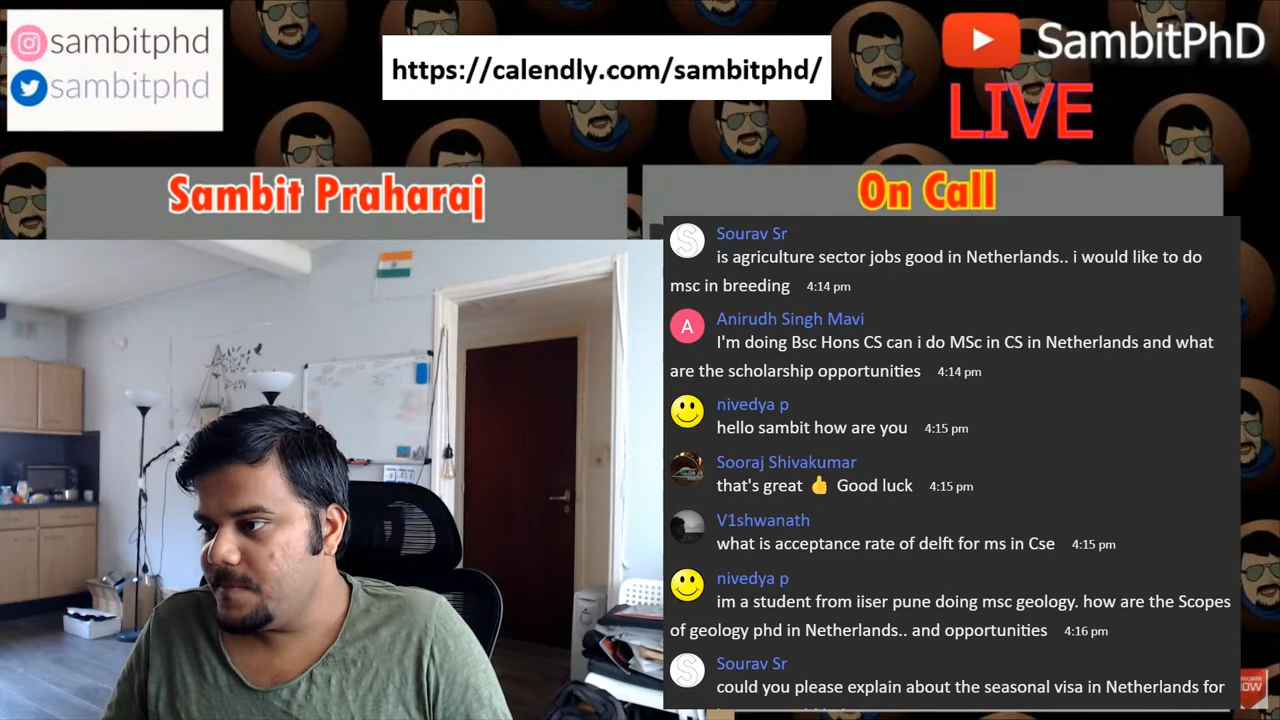 sambitphd
sambitphd
https://calendly.com/sambitphd/
SambitPhD
LIVE
Sambit Praharaj
On Call
Sourav Sr
is agriculture sector jobs good in Netherlands.. i would like to do
msc in breeding 4:14 pm
A
Anirudh Singh Mavi
I'm doing Bsc Hons CS can i do MSc in CS in Netherlands and what
are the scholarship opportunities 4:14 pm
nivedya p
hello sambit how are you 4:15 pm
Sooraj Shivakumar
that's great 👍 Good luck 4:15 pm
V1shwanath
what is acceptance rate of delft for ms in Cse 4:15 pm
nivedya p
im a student from iiser pune doing msc geology. how are the Scopes
of geology phd in Netherlands.. and opportunities 4:16 pm
S
Sourav Sr
could you please explain about the seasonal visa in Netherlands for